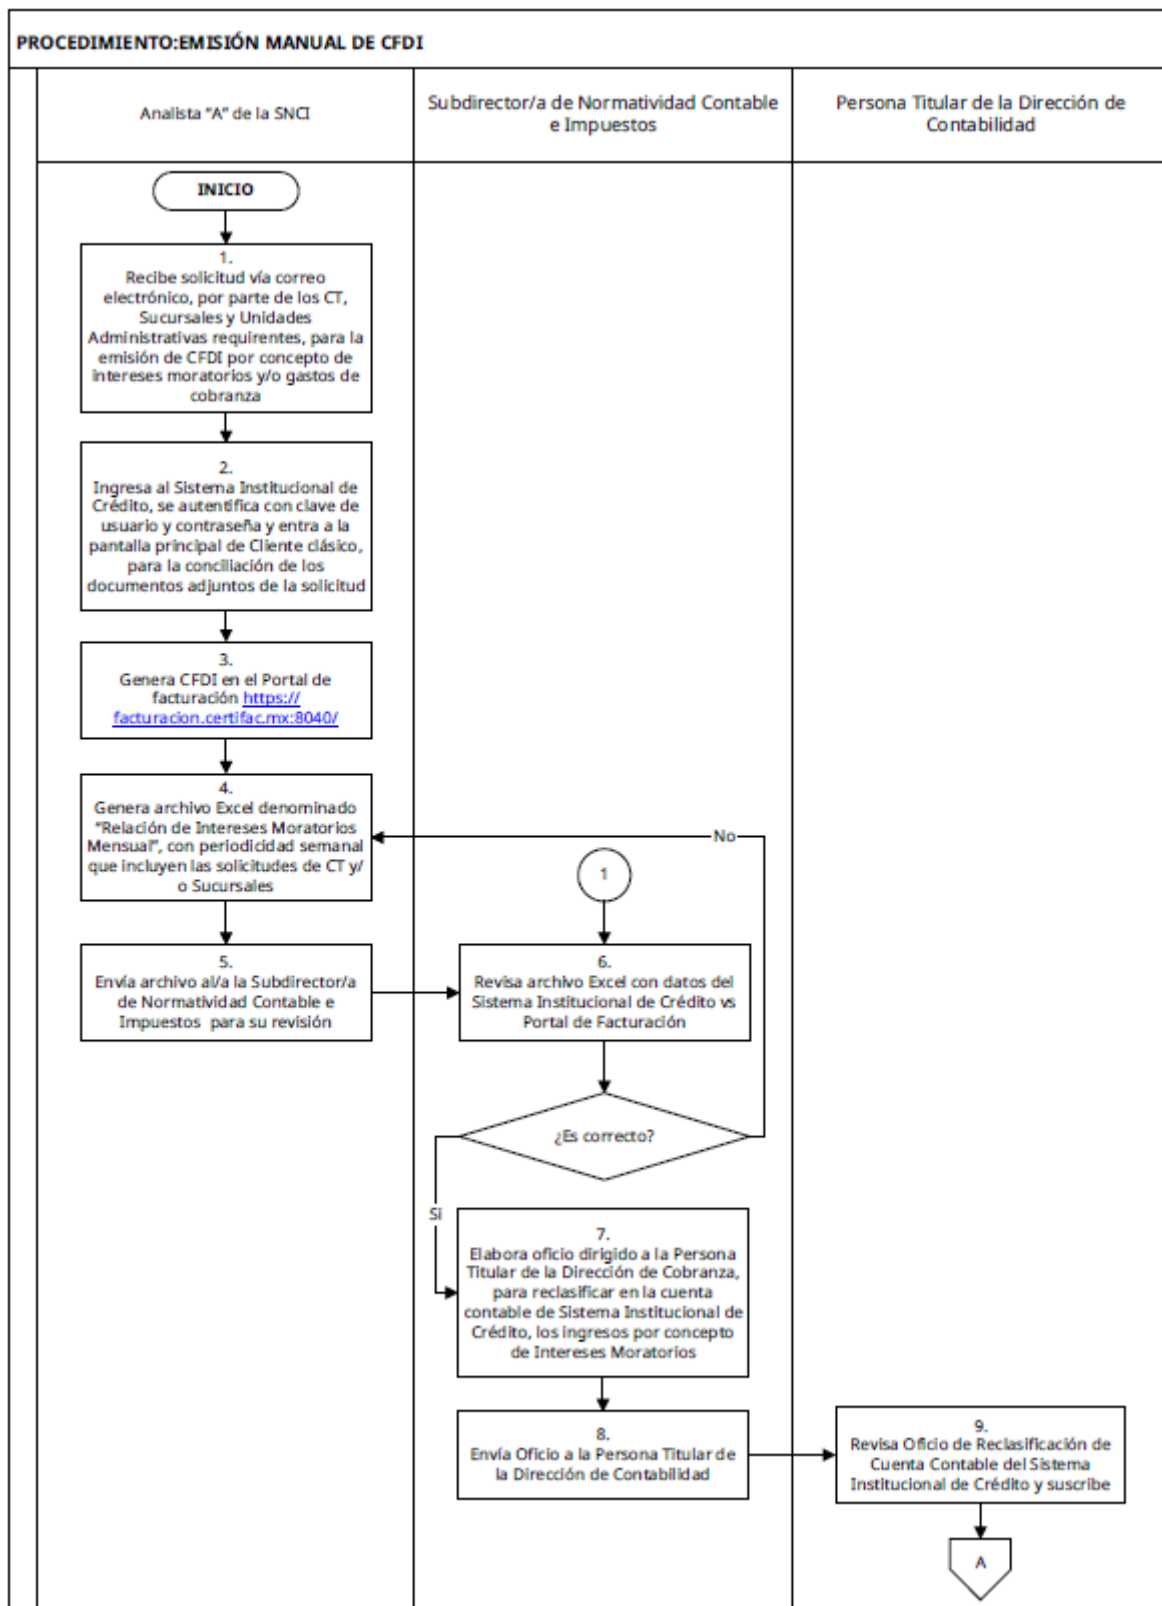 PROCEDIMIENTO:EMISIÓN MANUAL DE CFDI
Analista “A” de la SNCI
Subdirector/a de Normatividad Contable
e Impuestos
Persona Titular de la Dirección de
Contabilidad
INICIO
1.
Recibe solicitud vía correo
electrónico, por parte de los CT,
Sucursales y Unidades
Administrativas requirentes, para la
emisión de CFDI por concepto de
intereses moratorios y/o gastos de
cobranza
2.
Ingresa al Sistema Institucional de
Crédito, se autentifica con clave de
usuario y contraseña y entra a la
pantalla principal de Cliente clásico,
para la conciliación de los
documentos adjuntos de la solicitud
3.
Genera CFDI en el Portal de
facturación https://
facturacion.certifac.mx:8040/
4.
Genera archivo Excel denominado
“Relación de Intereses Moratorios
Mensual”, con periodicidad semanal
que incluyen las solicitudes de CT y/
o Sucursales
No
1
5.
Envía archivo al/a la Subdirector/a
de Normatividad Contable e
Impuestos para su revisión
6.
Revisa archivo Excel con datos del
Sistema Institucional de Crédito vs
Portal de Facturación
¿Es correcto?
Si
7.
Elabora oficio dirigido a la Persona
Titular de la Dirección de Cobranza,
para reclasificar en la cuenta
contable de Sistema Institucional de
Crédito, los ingresos por concepto
de Intereses Moratorios
8.
Envía Oficio a la Persona Titular de
la Dirección de Contabilidad
9.
Revisa Oficio de Reclasificación de
Cuenta Contable del Sistema
Institucional de Crédito y suscribe
A